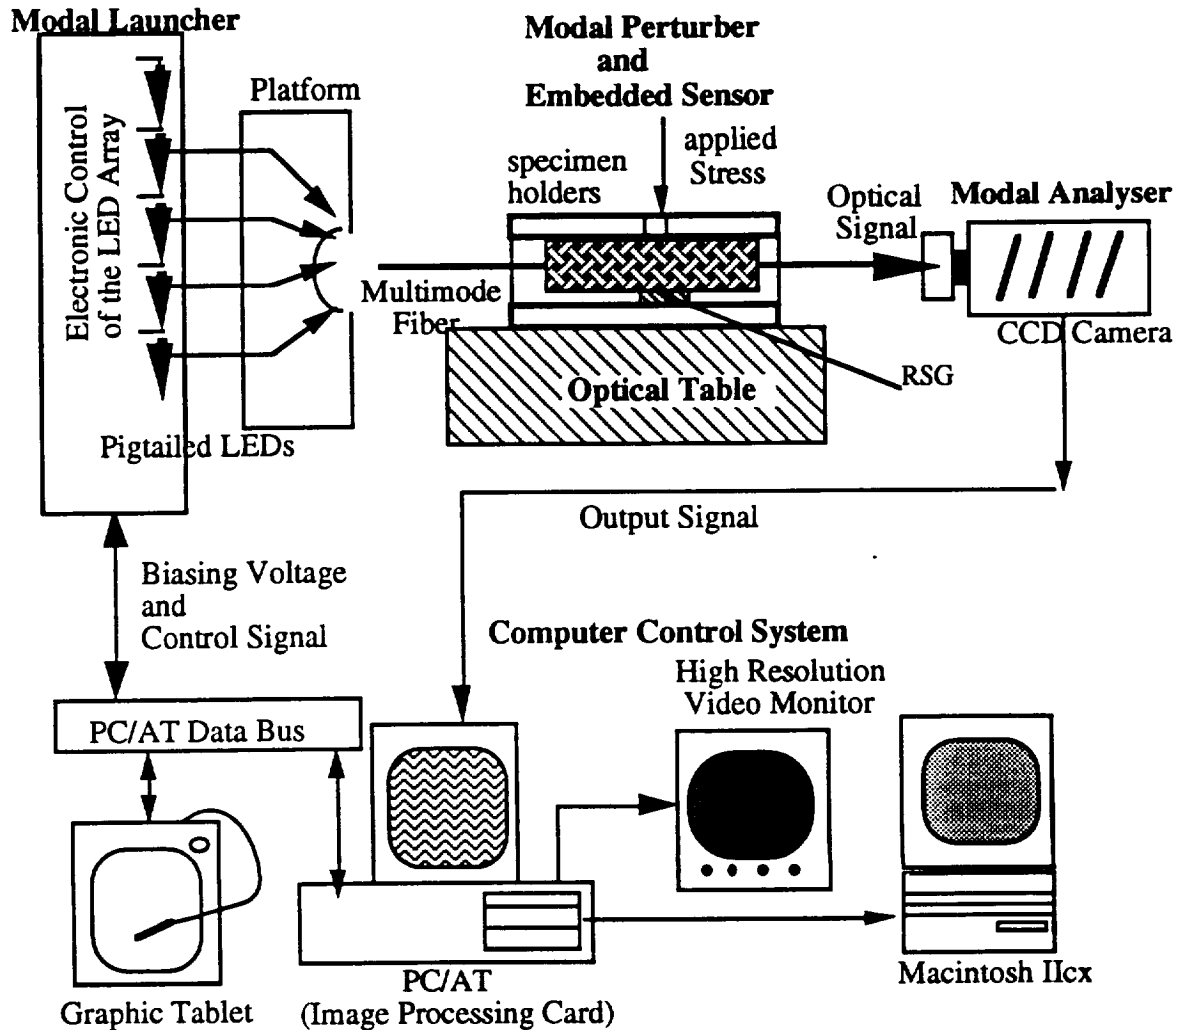 Modal Launcher
Electronic Control
of the LED Array
Platform
Pigtailed LEDs
Modal Perturber
and
Embedded Sensor
specimen
holders
applied
Stress
Multimode
Fiber
Optical Table
RSG
Optical
Signal
Modal Analyser
CCD Camera
Output Signal
Biasing Voltage
and
Control Signal
Computer Control System
High Resolution
Video Monitor
PC/AT Data Bus
Graphic Tablet
PC/AT
(Image Processing Card)
Macintosh IIcx